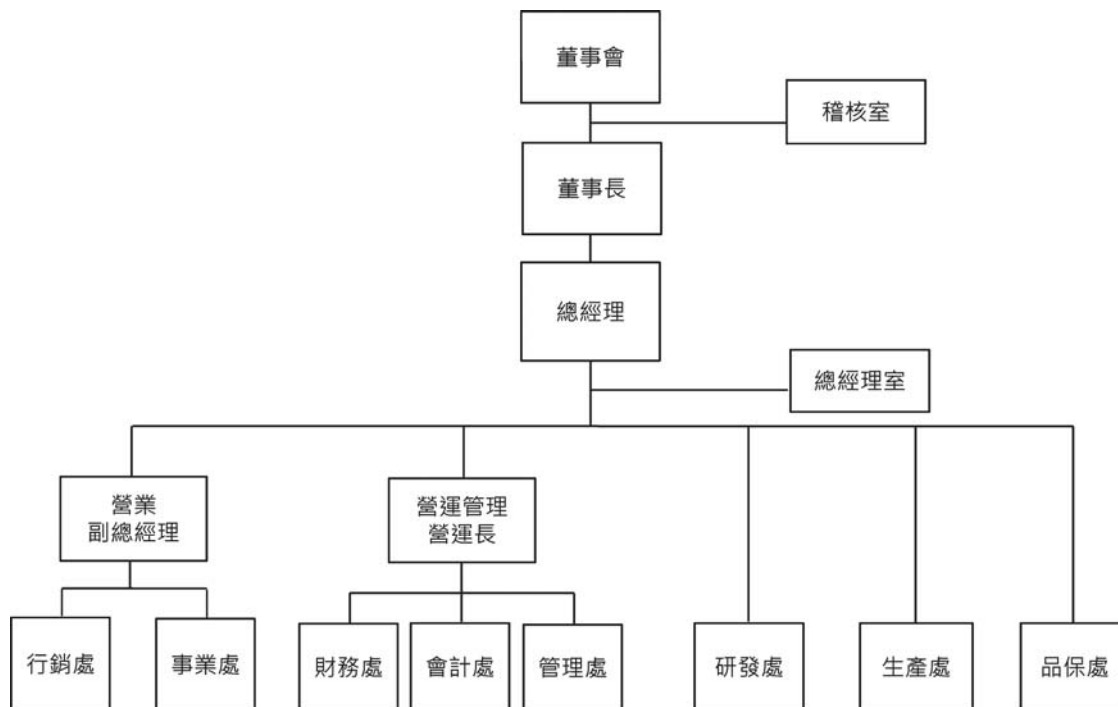 董事會
稽核室
董事長
總經理
總經理室
營業
副總經理
營運管理
營運長
行銷處
事業處
財務處
會計處
管理處
研發處
生產處
品保處